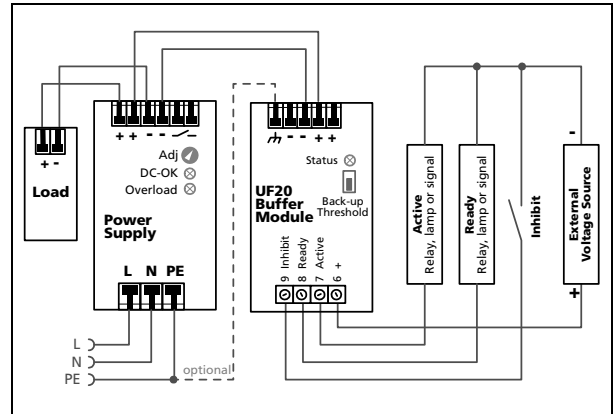 + -
Load
+ + - -
Adj
DC-OK
Overload
Power
Supply
L N PE
L
N
PE
optional
- - + +
Status
UF20
Buffer
Module
Back-up
Threshold
9 Inhibit
8 Ready
7 Active
6 +
Active
Relay, lamp or signal
Ready
Relay, lamp or signal
Inhibit
-
External
Voltage Source
+